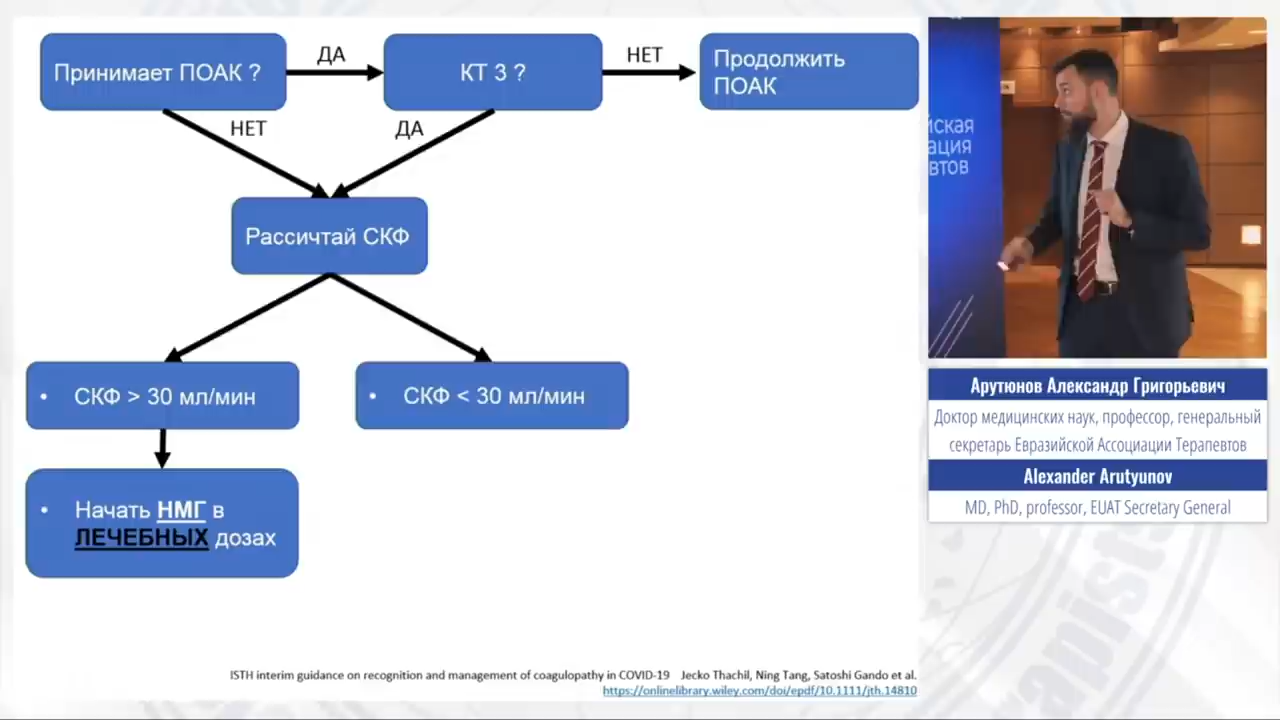 Принимает ПОАК ?
ДА
КТ 3 ?
НЕТ
Продолжить
ПОАК
НЕТ
ДА
Рассичтай СКФ
• СКФ > 30 мл/мин
• СКФ < 30 мл/мин
• Начать НМГ в
ЛЕЧЕБНЫХ дозах
ISTH interim guidance on recognition and management of coagulopathy in COVID-19 Jecko Thachil, Ning Tang, Satoshi Gando et al.
https://onlinelibrary.wiley.com/doi/epdf/10.1111/jth.14810
Арутюнов Александр Григорьевич
Доктор медицинских наук, профессор, генеральный
секретарь Евразийской Ассоциации Терапевтов
Alexander Arutyunov
MD, PhD, professor, EUAT Secretary General